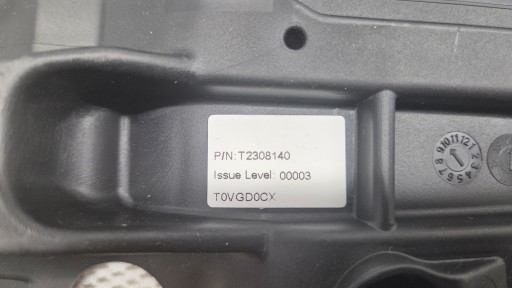 P/N: T2308140
Issue Level: 00003
T0VGD0CX